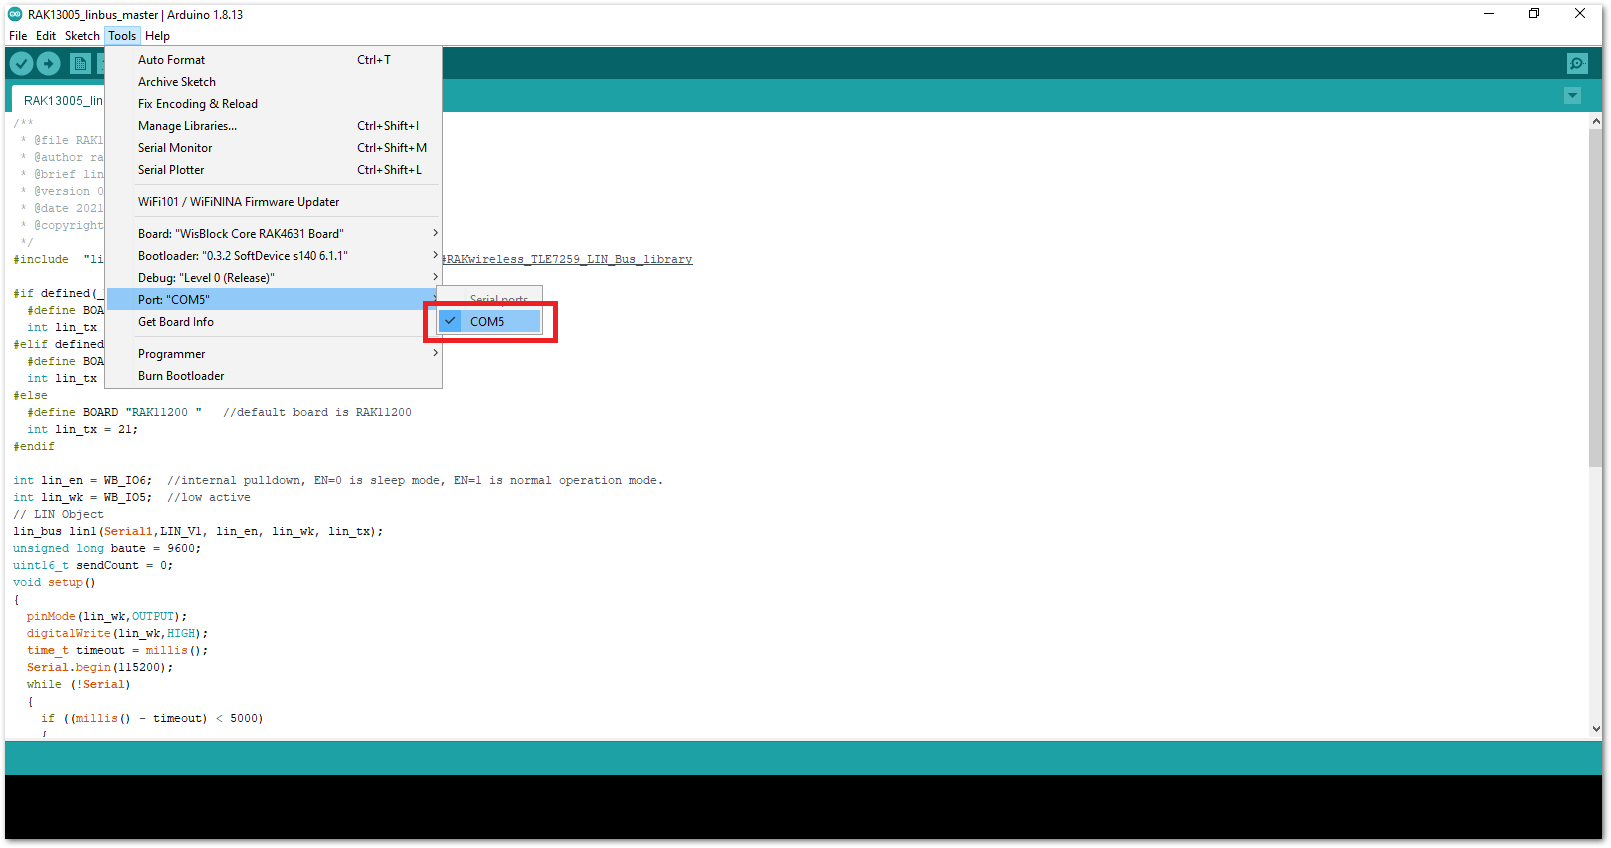 RAK13005_linbus_master | Arduino 1.8.13
File Edit Sketch Tools Help
Auto Format Ctrl+T
Archive Sketch
Fix Encoding & Reload
Manage Libraries... Ctrl+Shift+I
Serial Monitor Ctrl+Shift+M
Serial Plotter Ctrl+Shift+L
WiFi101 / WiFiNINA Firmware Updater
Board: "WisBlock Core RAK4631 Board"
Bootloader: "0.3.2 SoftDevice s140 6.1.1"
Debug: "Level 0 (Release)"
Port: "COM5"
Get Board Info
Programmer
Burn Bootloader
Serial ports
COM5
RAK13005_lin
/**
* @file RAK1
* @author ra
* @brief lin
* @version 0
* @date 2021
* @copyright
*/
#include "li #RAKwireless_TLE7259_LIN_Bus_library
#if defined(_
#define BOA
int lin_tx
#elif defined
#define BOA
int lin_tx
#else
#define BOARD "RAK11200 " //default board is RAK11200
int lin_tx = 21;
#endif
int lin_en = WB_IO6; //internal pulldown, EN=0 is sleep mode, EN=1 is normal operation mode.
int lin_wk = WB_IO5; //low active
// LIN Object
lin_bus lin1(Serial1,LIN_V1, lin_en, lin_wk, lin_tx);
unsigned long baute = 9600;
uint16_t sendCount = 0;
void setup()
{
pinMode(lin_wk,OUTPUT);
digitalWrite(lin_wk,HIGH);
time_t timeout = millis();
Serial.begin(115200);
while (!Serial)
{
if ((millis() - timeout) < 5000)
{